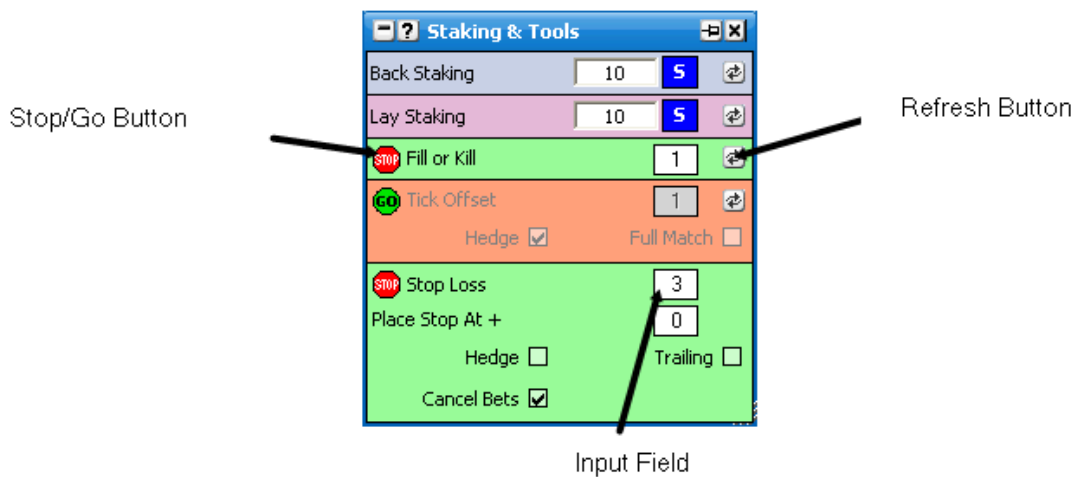 ? Staking & Tools
Back Staking 10 S
Stop/Go Button
Refresh Button
Lay Staking 10 S
STOP Fill or Kill 1
GO Tick Offset 1
Hedge Full Match
STOP Stop Loss 3
Place Stop At + 0
Hedge Trailing
Cancel Bets
Input Field